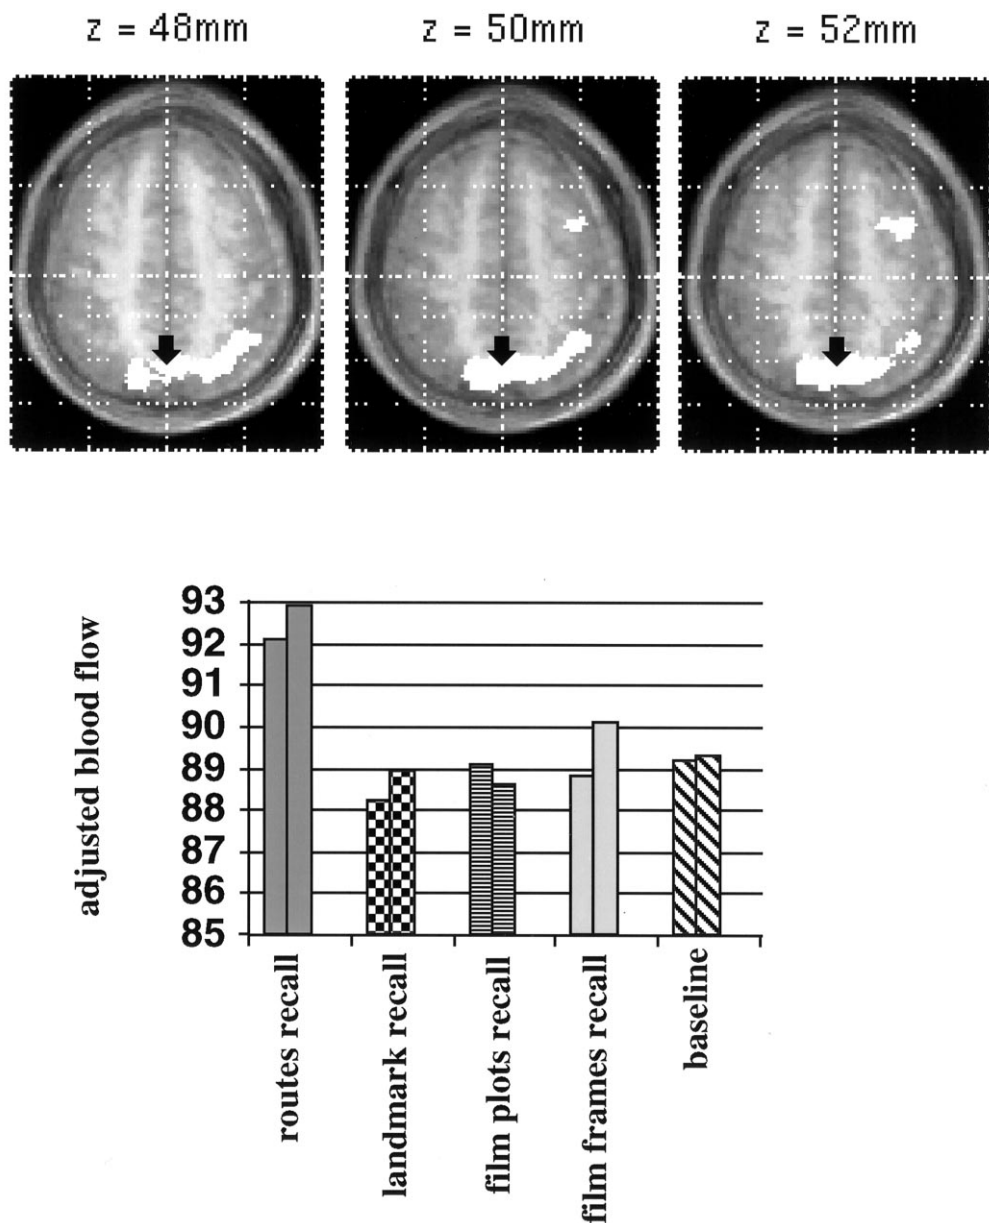 z = 48mm
z = 50mm
z = 52mm
adjusted blood flow
93
92
91
90
89
88
87
86
85
routes recall
landmark recall
film plots recall
film frames recall
baseline